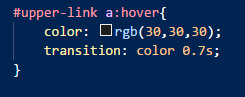 #upper-link a:hover{
color: rgb(30,30,30);
transition: color 0.7s;
}